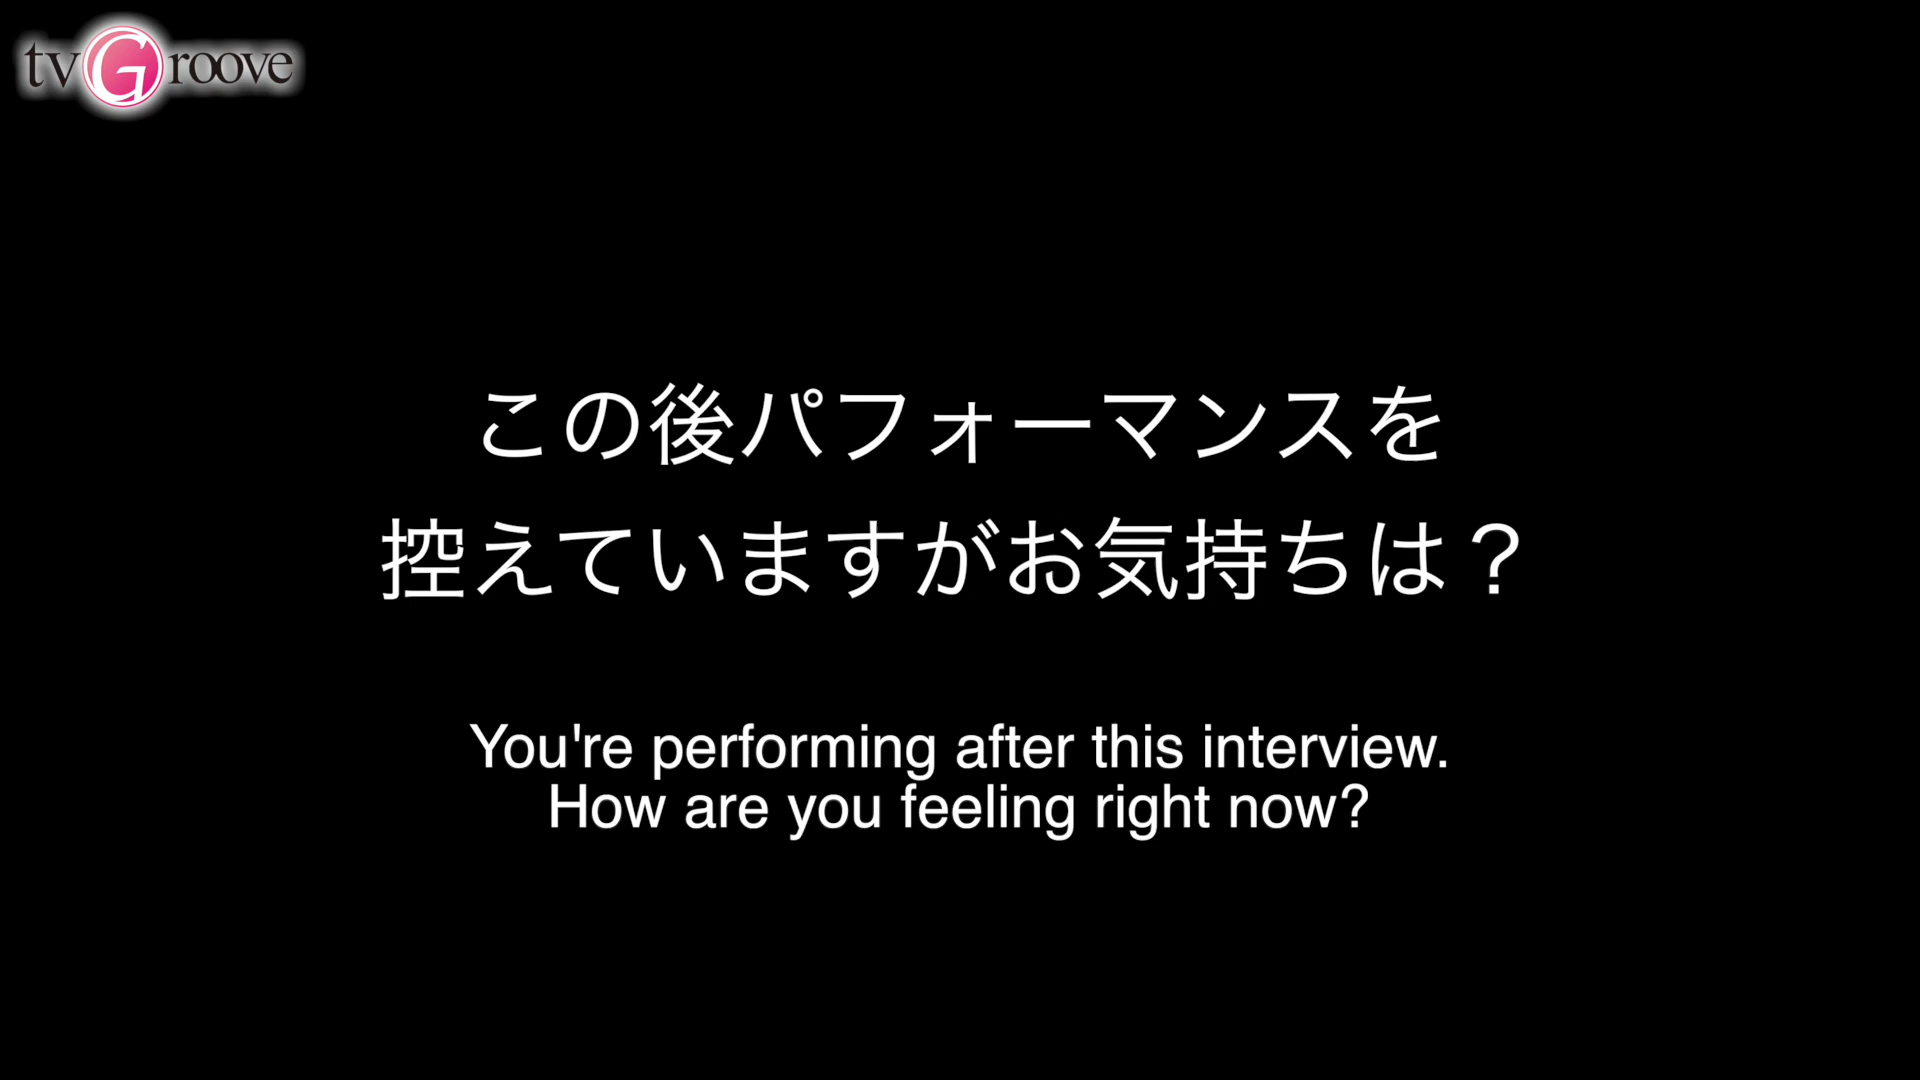 tvGroove
この後パフォーマンスを
控えていますがお気持ちは？
You're performing after this interview.
How are you feeling right now?